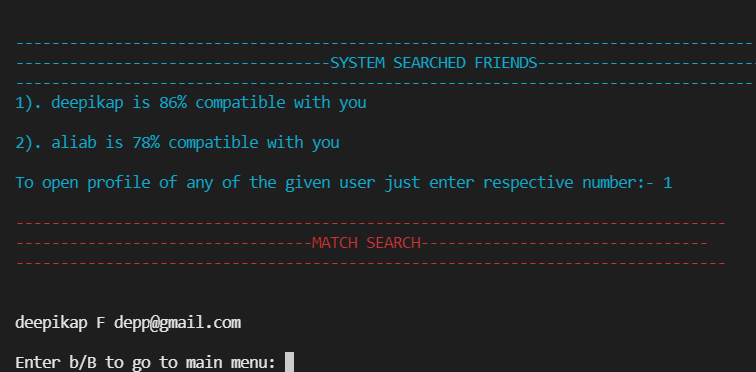 ----------------------------------------------------------------------------------
-----------------------------------SYSTEM SEARCHED FRIENDS------------------------
----------------------------------------------------------------------------------
1). deepikap is 86% compatible with you
2). aliab is 78% compatible with you
To open profile of any of the given user just enter respective number:- 1
-------------------------------------------------------------------------------
---------------------------------MATCH SEARCH--------------------------------
-------------------------------------------------------------------------------
deepikap F depp@gmail.com
Enter b/B to go to main menu: